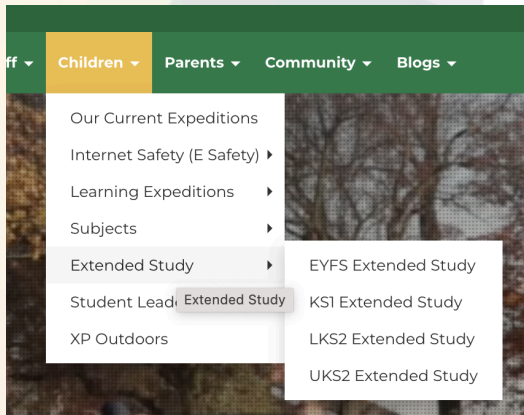 ff
Children
Parents
Community
Blogs
Our Current Expeditions
Internet Safety (E Safety)
Learning Expeditions
Subjects
Extended Study
Student Lead
Extended Study
XP Outdoors
EYFS Extended Study
KS1 Extended Study
LKS2 Extended Study
UKS2 Extended Study